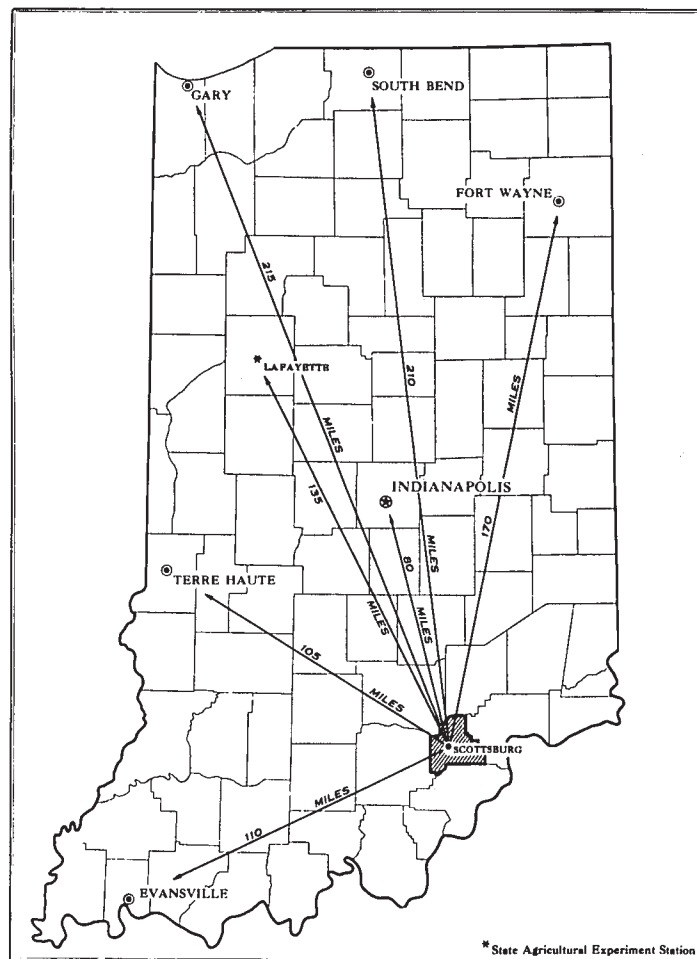 GARY
SOUTH BEND
FORT WAYNE
215
* LAFAYETTE
210
MILES
MILES
135
INDIANAPOLIS
170
MILES
80
TERRE HAUTE
MILES
MILES
105
MILES
SCOTTSBURG
MILES
110
EVANSVILLE
* State Agricultural Experiment Station